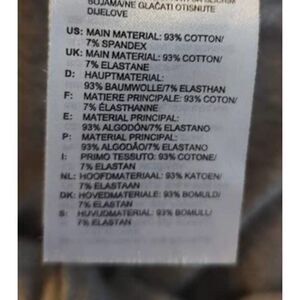 BOJAMA/NE GLAČATI OTISNUTE
DIJELOVE
US: MAIN MATERIAL: 93% COTTON/
7% SPANDEX
UK: MAIN MATERIAL: 93% COTTON/
7% ELASTANE
D: HAUPTMATERIAL:
93% BAUMWOLLE/7% ELASTHAN
F: MATIERE PRINCIPALE: 93% COTON/
7% ELASTHANNE
E: MATERIAL PRINCIPAL:
93% ALGODÓN/7% ELASTANO
P: MATERIAL PRINCIPAL:
93% ALGODÃO/7% ELASTANO
I: PRIMO TESSUTO: 93% COTONE/
7% ELASTAN
NL: HOOFDMATERIAAL: 93% KATOEN/
7% ELASTAAN
DK: HOVEDMATERIALE: 93% BOMULD/
7% ELASTAN
S: HUVUDMATERIAL: 93% BOMULL/
7% ELASTAN